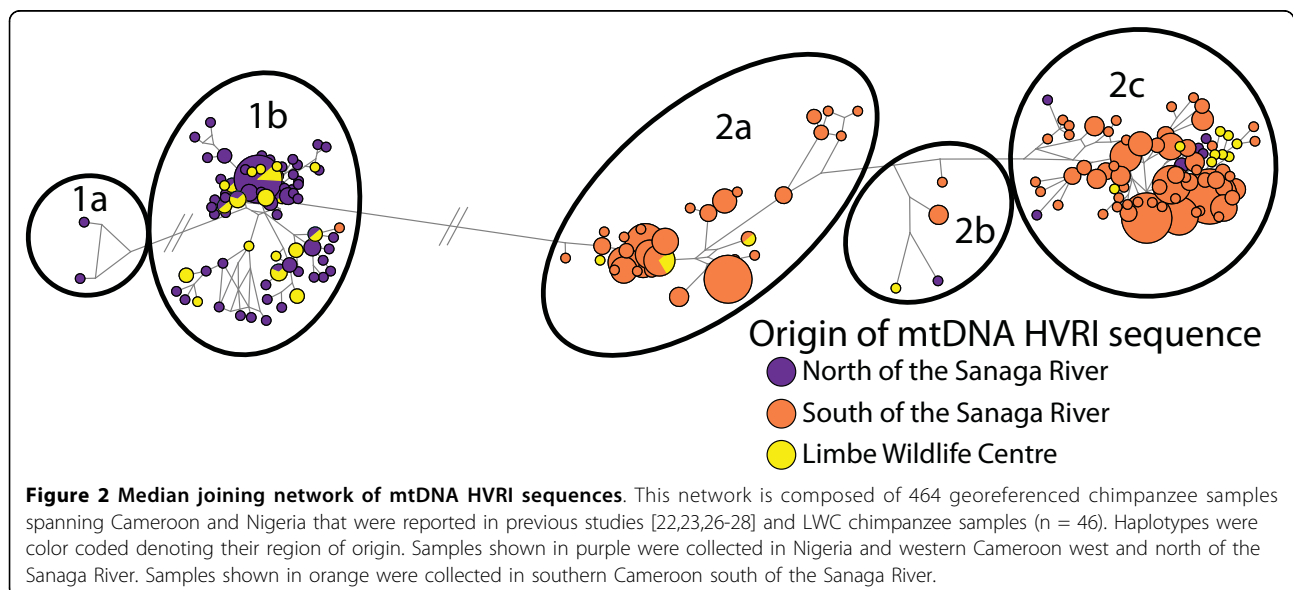 1a
1b
2a
2b
2c
Origin of mtDNA HVRI sequence
North of the Sanaga River
South of the Sanaga River
Limbe Wildlife Centre
Figure 2 Median joining network of mtDNA HVRI sequences. This network is composed of 464 georeferenced chimpanzee samples
spanning Cameroon and Nigeria that were reported in previous studies [22,23,26-28] and LWC chimpanzee samples (n = 46). Haplotypes were
color coded denoting their region of origin. Samples shown in purple were collected in Nigeria and western Cameroon west and north of the
Sanaga River. Samples shown in orange were collected in southern Cameroon south of the Sanaga River.